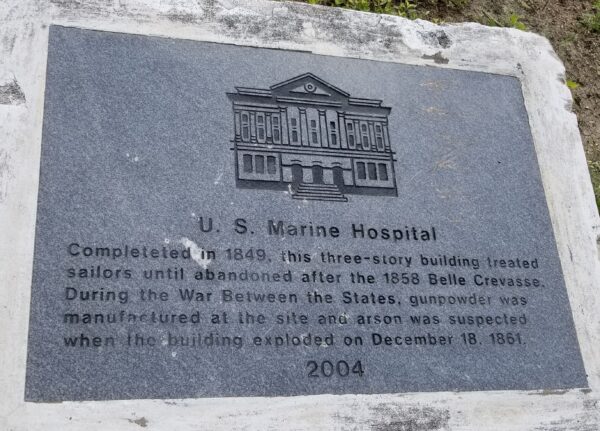 U. S. Marine Hospital
Completeted in 1849, this three-story building treated
sailors until abandoned after the 1858 Belle Crevasse.
During the War Between the States, gunpowder was
manufactured at the site and arson was suspected
when the building exploded on December 18, 1861.
2004